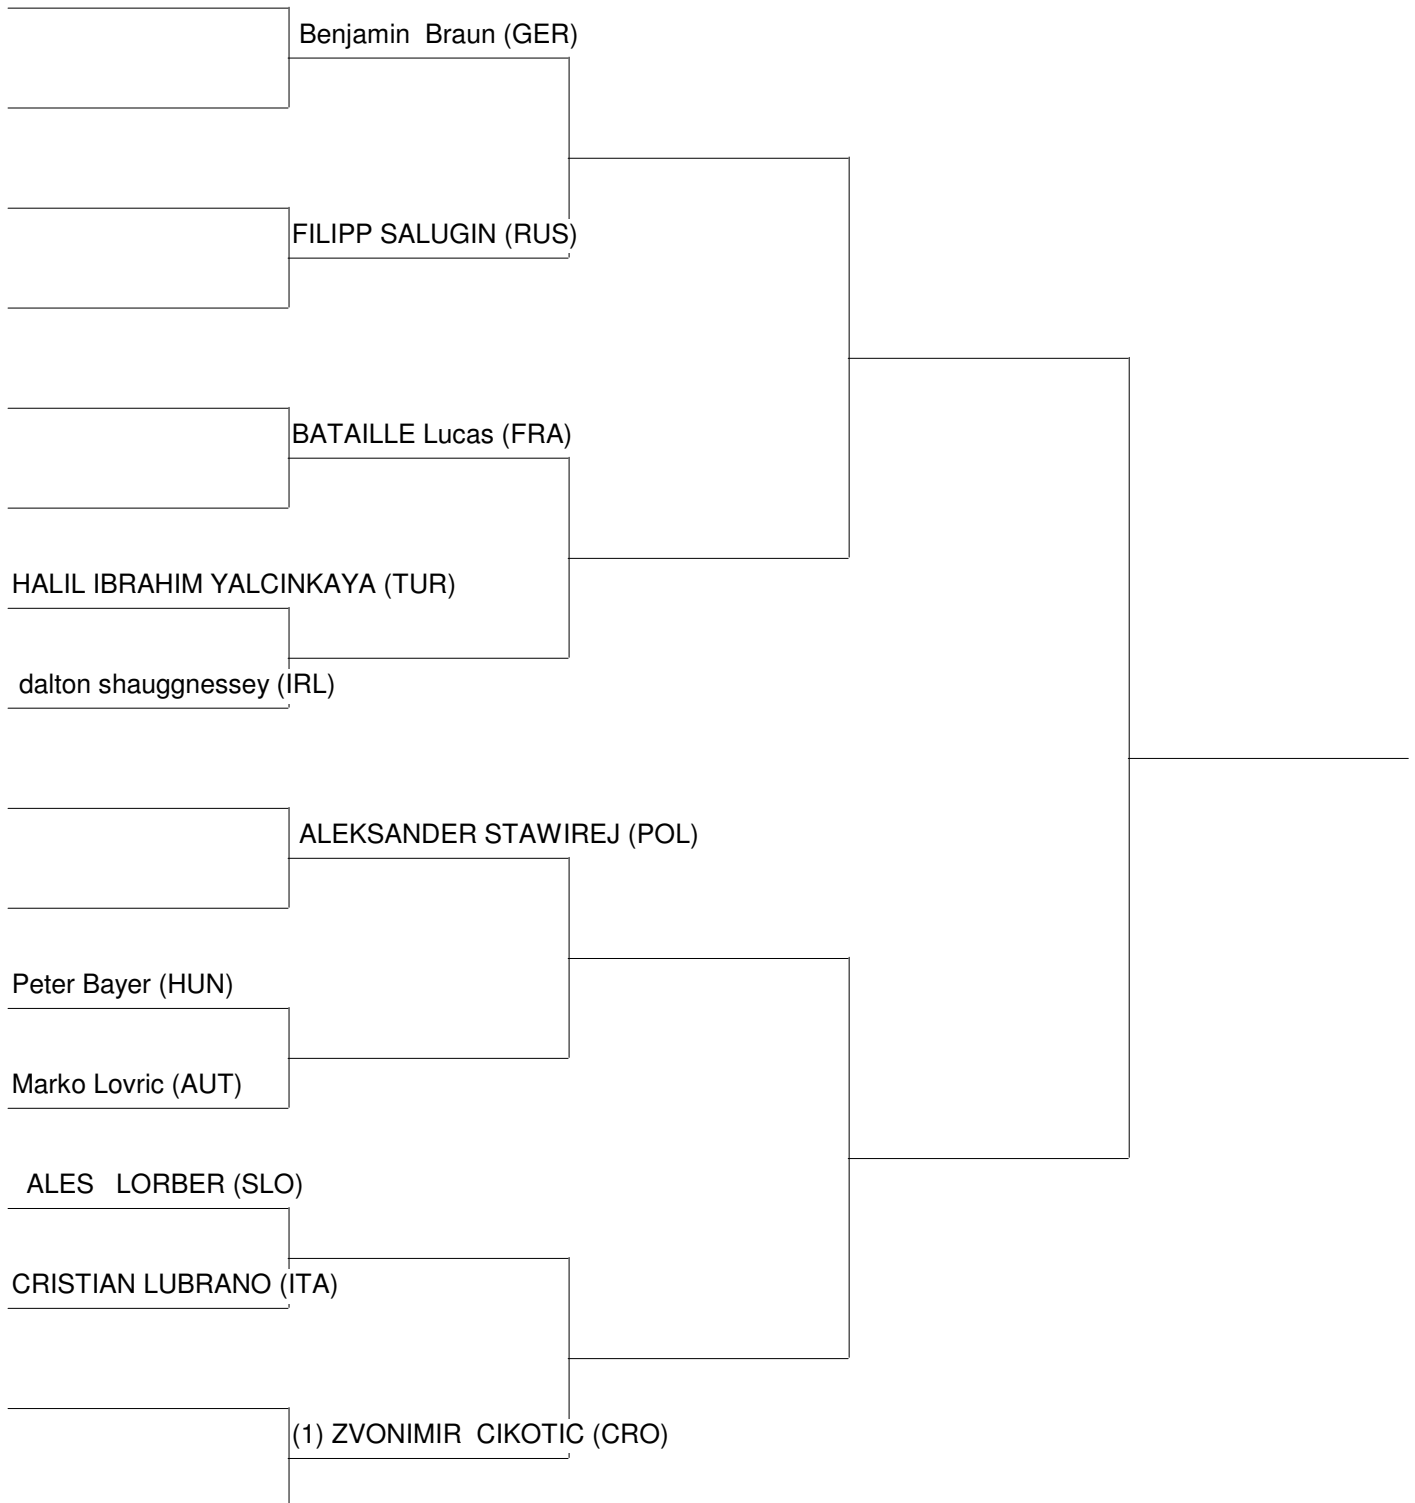 Benjamin  Braun (GER)
FILIPP SALUGIN (RUS)
BATAILLE Lucas (FRA)
HALIL IBRAHIM YALCINKAYA (TUR)
dalton shauggnessey (IRL)
ALEKSANDER STAWIREJ (POL)
Peter Bayer (HUN)
Marko Lovric (AUT)
ALES   LORBER (SLO)
CRISTIAN LUBRANO (ITA)
(1) ZVONIMIR  CIKOTIC (CRO)